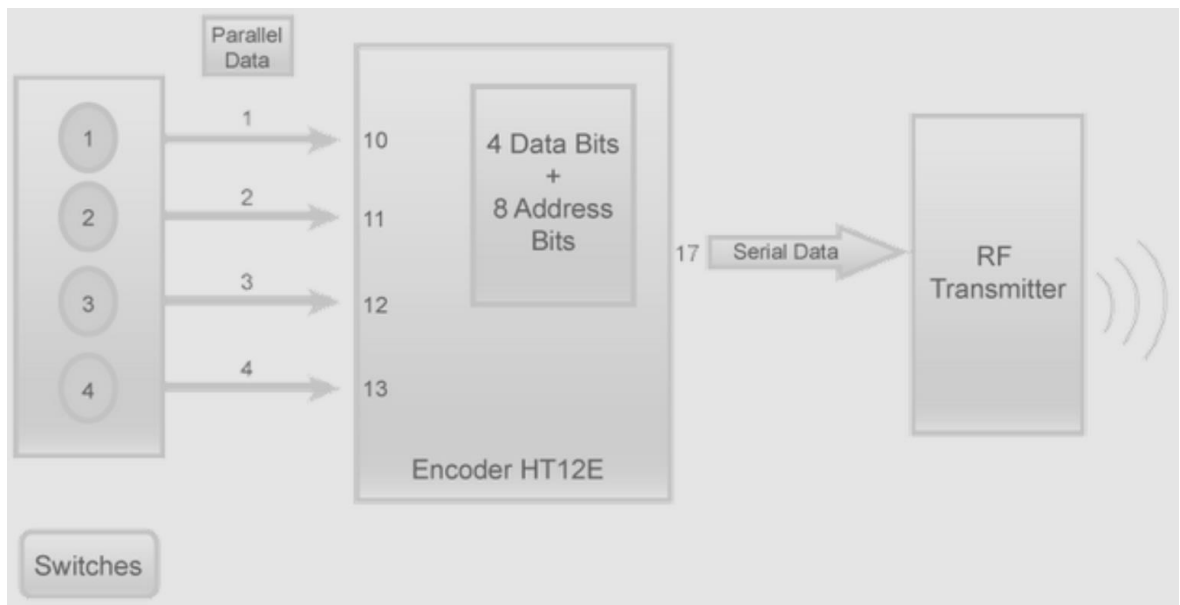 Parallel
Data
1
1
10
2
2
11
3
3
12
4
4
13
4 Data Bits
+
8 Address
Bits
17
Serial Data
RF
Transmitter
Encoder HT12E
Switches